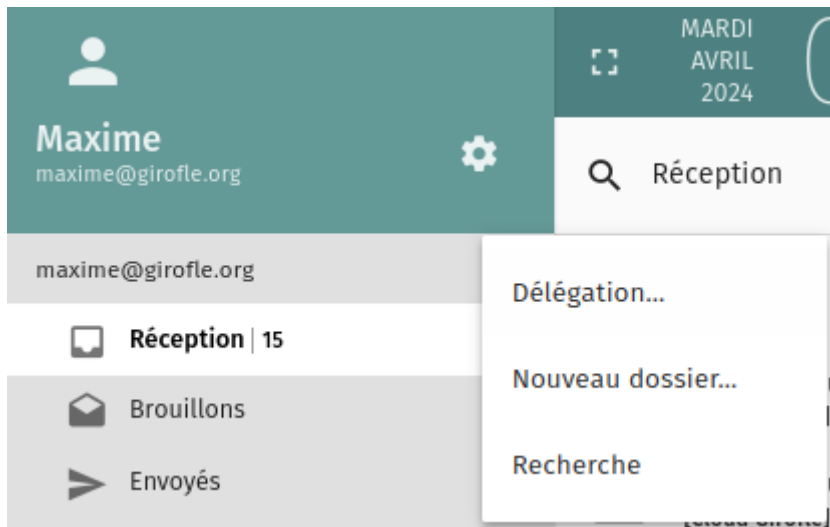 MARDI
AVRIL
2024
Maxime
maxime@girofle.org
Réception
maxime@girofle.org
Délégation...
Réception | 15
Nouveau dossier...
Brouillons
Recherche
Envoyés